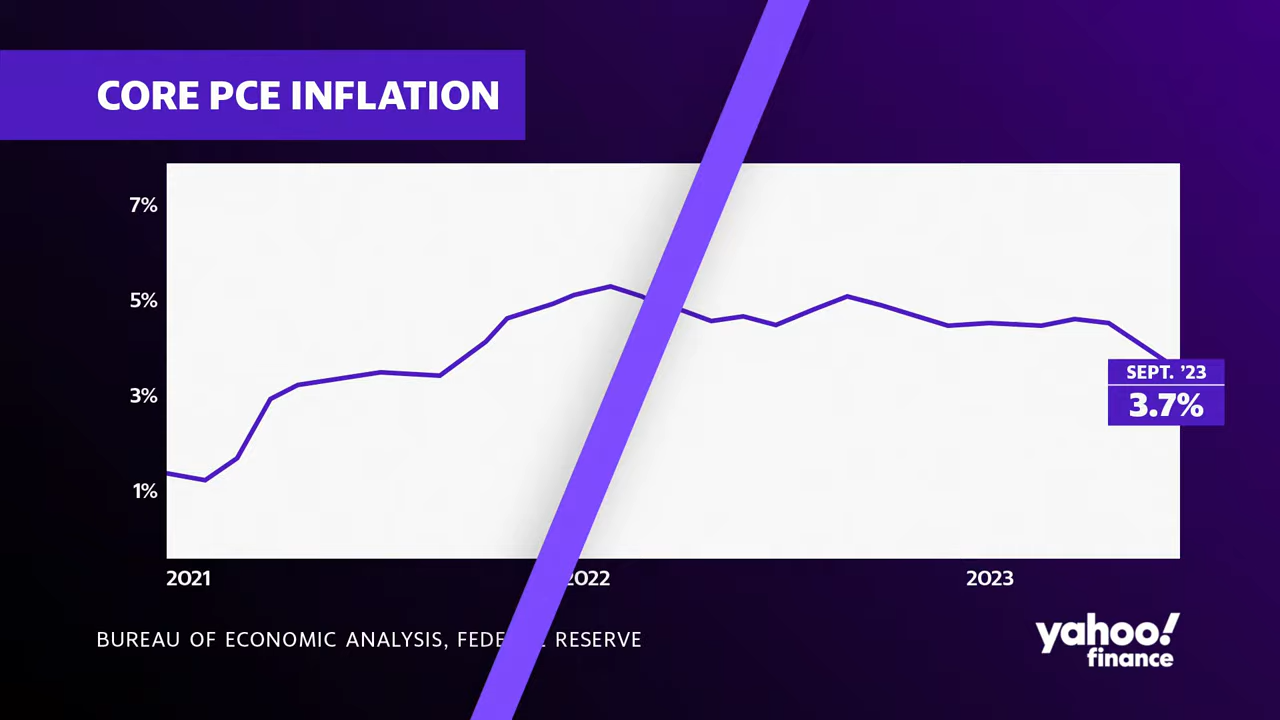 CORE PCE INFLATION
7%
5%
3%
1%
SEPT. ’23
3.7%
2021
2022
2023
BUREAU OF ECONOMIC ANALYSIS, RESERVE
yahoo!
finance